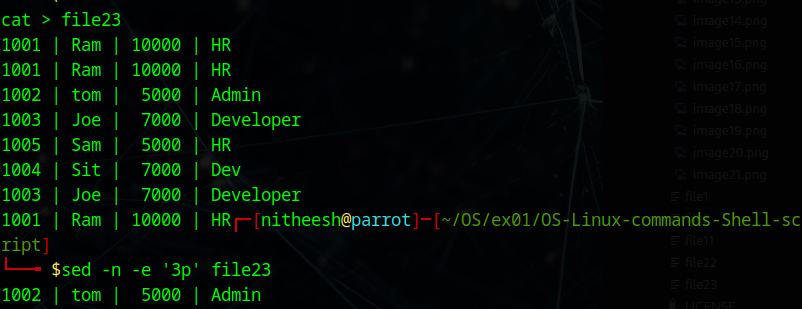 cat > file23
1001 | Ram | 10000 | HR
1001 | Ram | 10000 | HR
1002 | tom |  5000 | Admin
1003 | Joe |  7000 | Developer
1005 | Sam |  5000 | HR
1004 | Sit |  7000 | Dev
1003 | Joe |  7000 | Developer
1001 | Ram | 10000 | HR┌─[nitheesh@parrot]─[~/OS/ex01/OS-Linux-commands-Shell-sc
ript]
└──╼ $sed -n -e '3p' file23
1002 | tom |  5000 | Admin
image14.png
image15.png
image16.png
image17.png
image18.png
image19.png
image20.png
image21.png
file1
file11
file22
file23
LICENSE